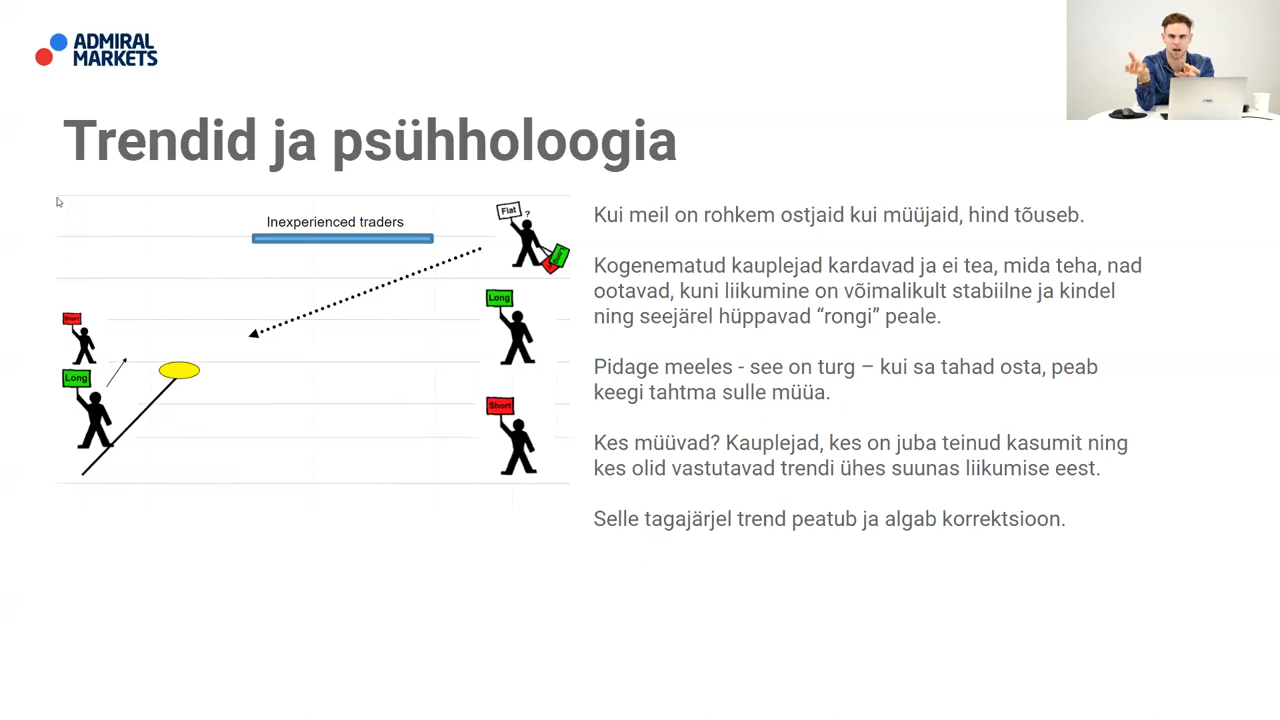 ADMIRAL
MARKETS
Trendid ja psühholoogia
Inexperienced traders
Flat
?
Long
Short
Long
Short
Kui meil on rohkem ostjaid kui müüjaid, hind tõuseb.
Kogenematud kauplejad kardavad ja ei tea, mida teha, nad
ootavad, kuni liikumine on võimalikult stabiilne ja kindel
ning seejärel hüppavad “rongi” peale.
Pidage meeles - see on turg – kui sa tahad osta, peab
keegi tahtma sulle müüa.
Kes müüvad? Kauplejad, kes on juba teinud kasumit ning
kes olid vastutavad trendi ühes suunas liikumise eest.
Selle tagajärjel trend peatub ja algab korrektsioon.